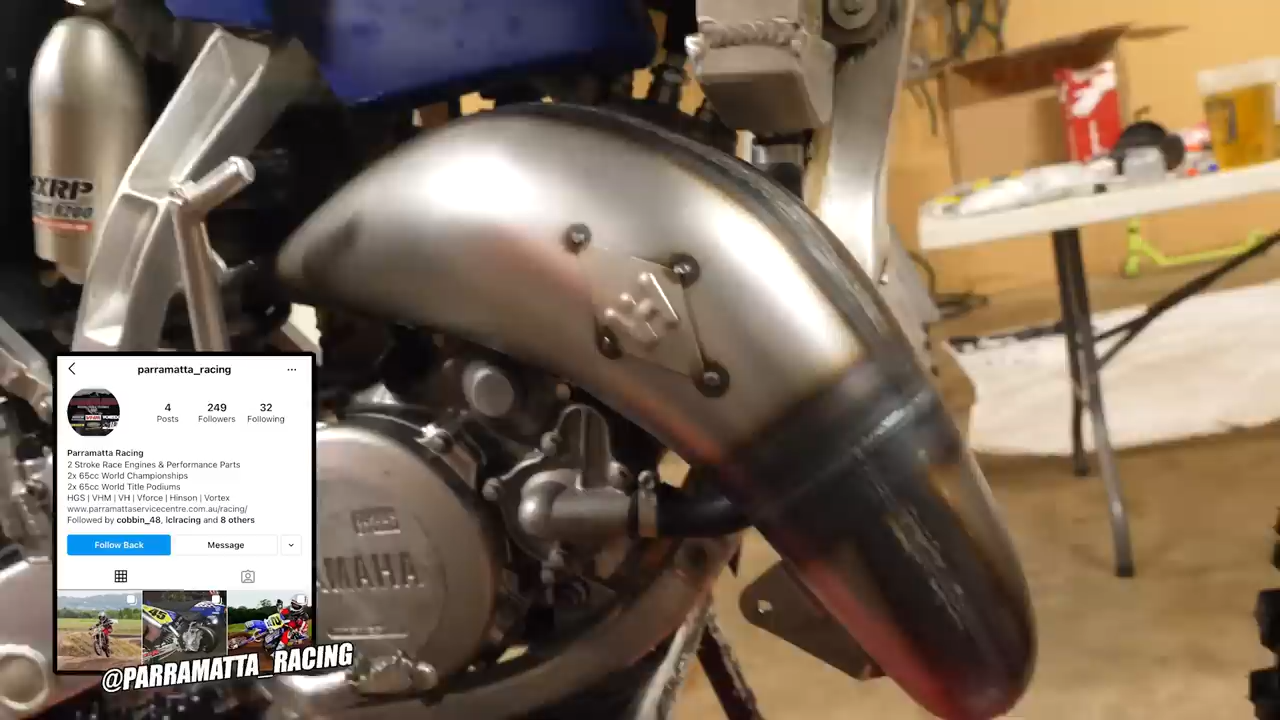 parramatta_racing
4 249 32
Posts Followers Following
Parramatta Racing
2 Stroke Race Engines & Performance Parts
2x 65cc World Championships
2x 65cc World Title Podiums
HGS | VHM | VH | Vforce | Hinson | Vortex
www.parramattaservicecentre.com.au/racing/
Followed by cobbin_48, lclracing and 8 others
Follow Back Message
@PARRAMATTA_RACING
YAMAHA